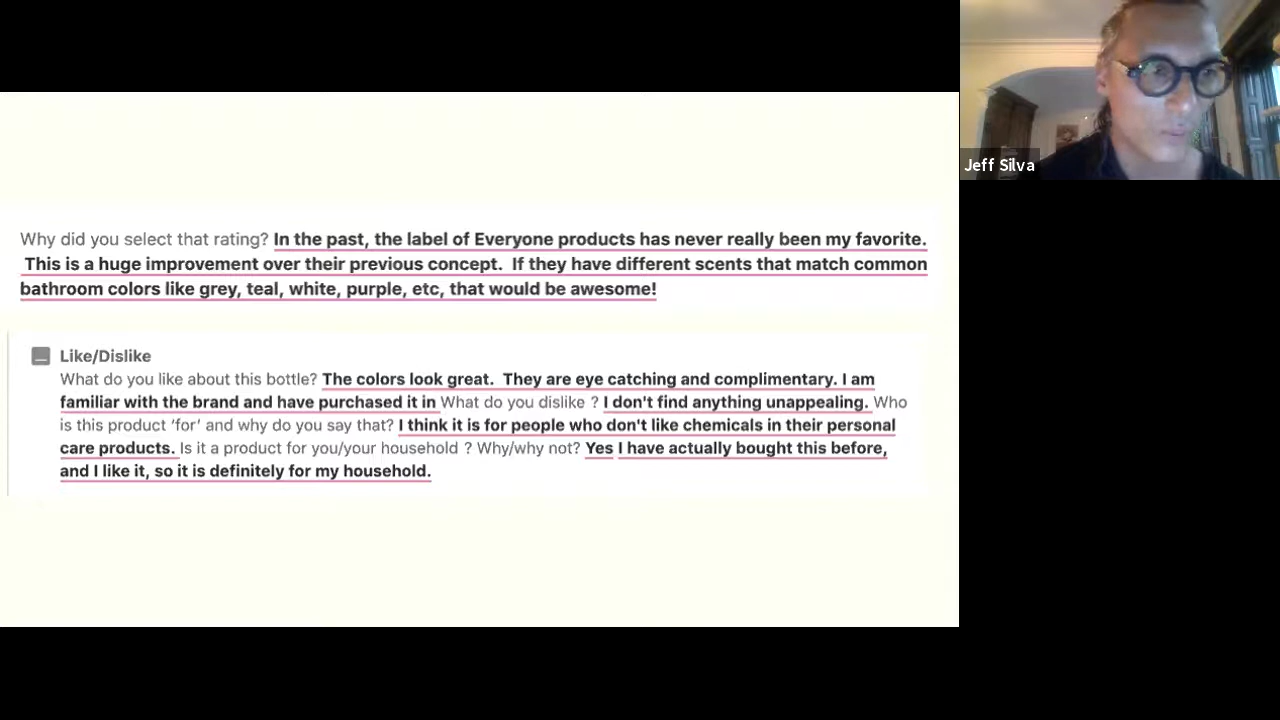 Why did you select that rating? In the past, the label of Everyone products has never really been my favorite.
This is a huge improvement over their previous concept.  If they have different scents that match common
bathroom colors like grey, teal, white, purple, etc, that would be awesome!
Like/Dislike
What do you like about this bottle? The colors look great.  They are eye catching and complimentary. I am
familiar with the brand and have purchased it in What do you dislike ? I don't find anything unappealing. Who
is this product ‘for’ and why do you say that? I think it is for people who don't like chemicals in their personal
care products. Is it a product for you/your household ? Why/why not? Yes I have actually bought this before,
and I like it, so it is definitely for my household.
Jeff Silva